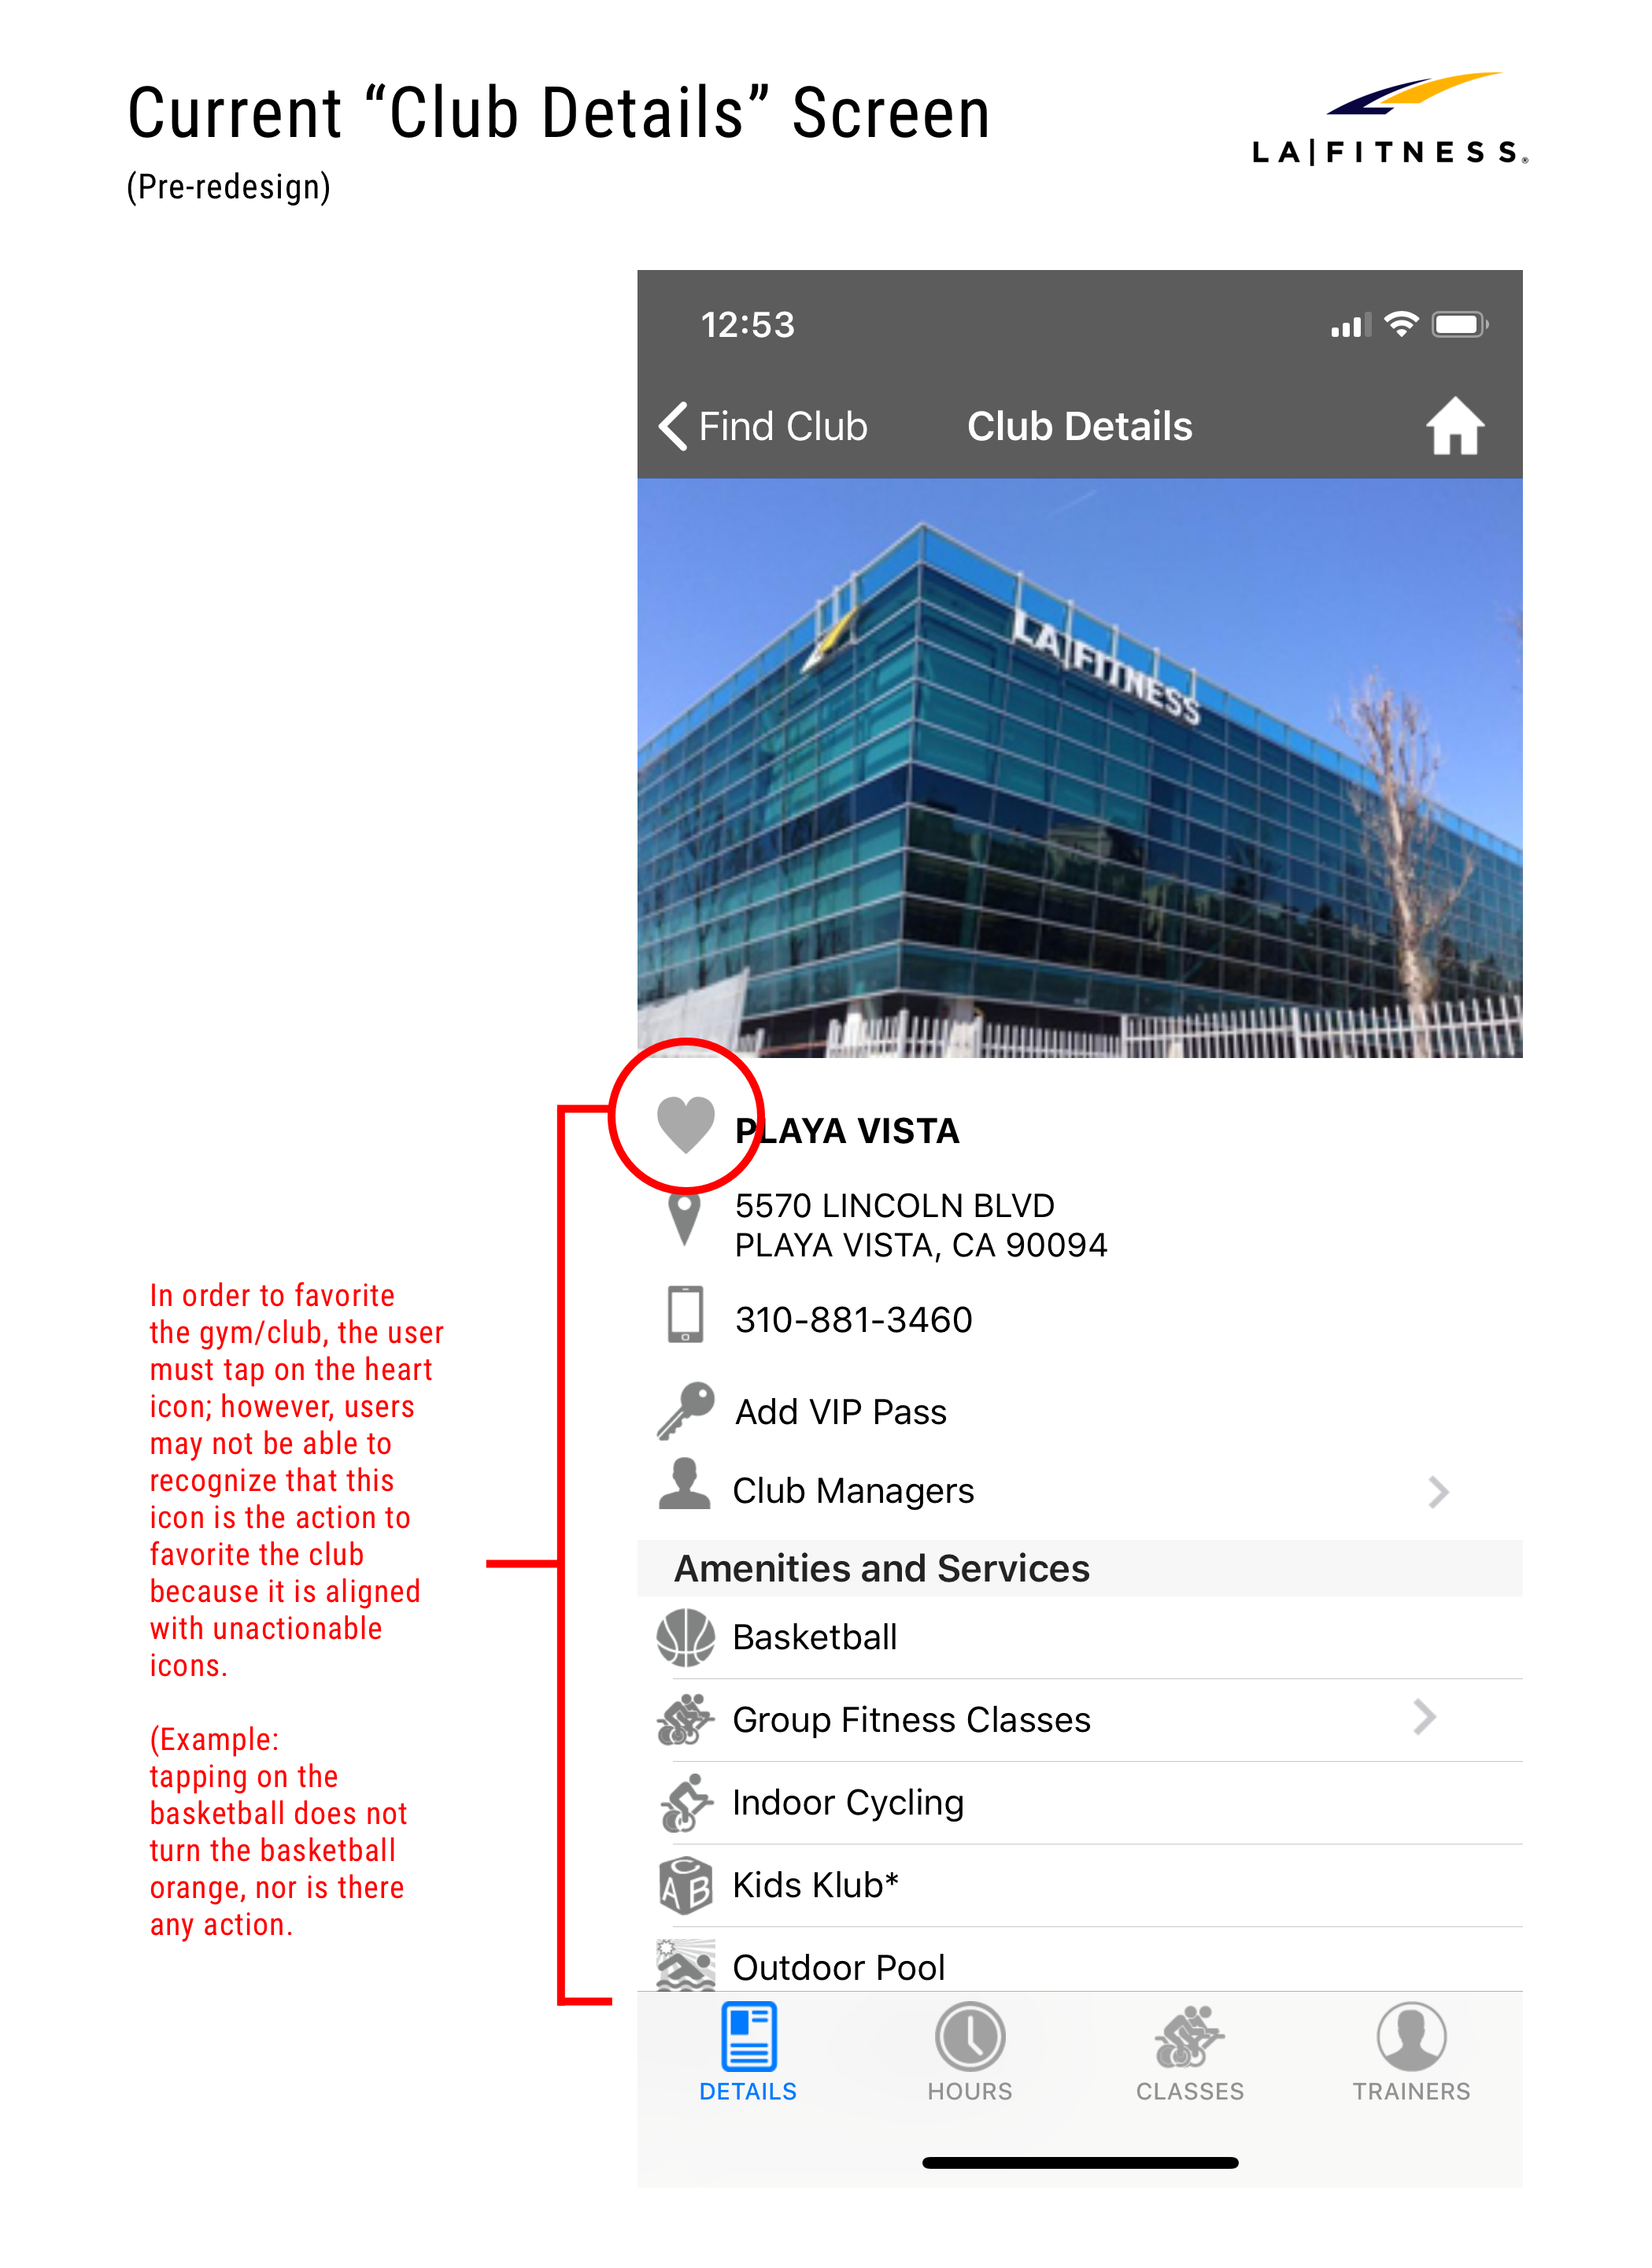 Current “Club Details” Screen
(Pre-redesign)
LA|FITNESS®
12:53
Find Club
Club Details
LA|FITNESS
PLAYA VISTA
5570 LINCOLN BLVD
PLAYA VISTA, CA 90094
310-881-3460
Add VIP Pass
Club Managers
Amenities and Services
Basketball
Group Fitness Classes
Indoor Cycling
C
A B
Kids Klub*
Outdoor Pool
DETAILS
HOURS
CLASSES
TRAINERS
In order to favorite
the gym/club, the user
must tap on the heart
icon; however, users
may not be able to
recognize that this
icon is the action to
favorite the club
because it is aligned
with unactionable
icons.
(Example:
tapping on the
basketball does not
turn the basketball
orange, nor is there
any action.